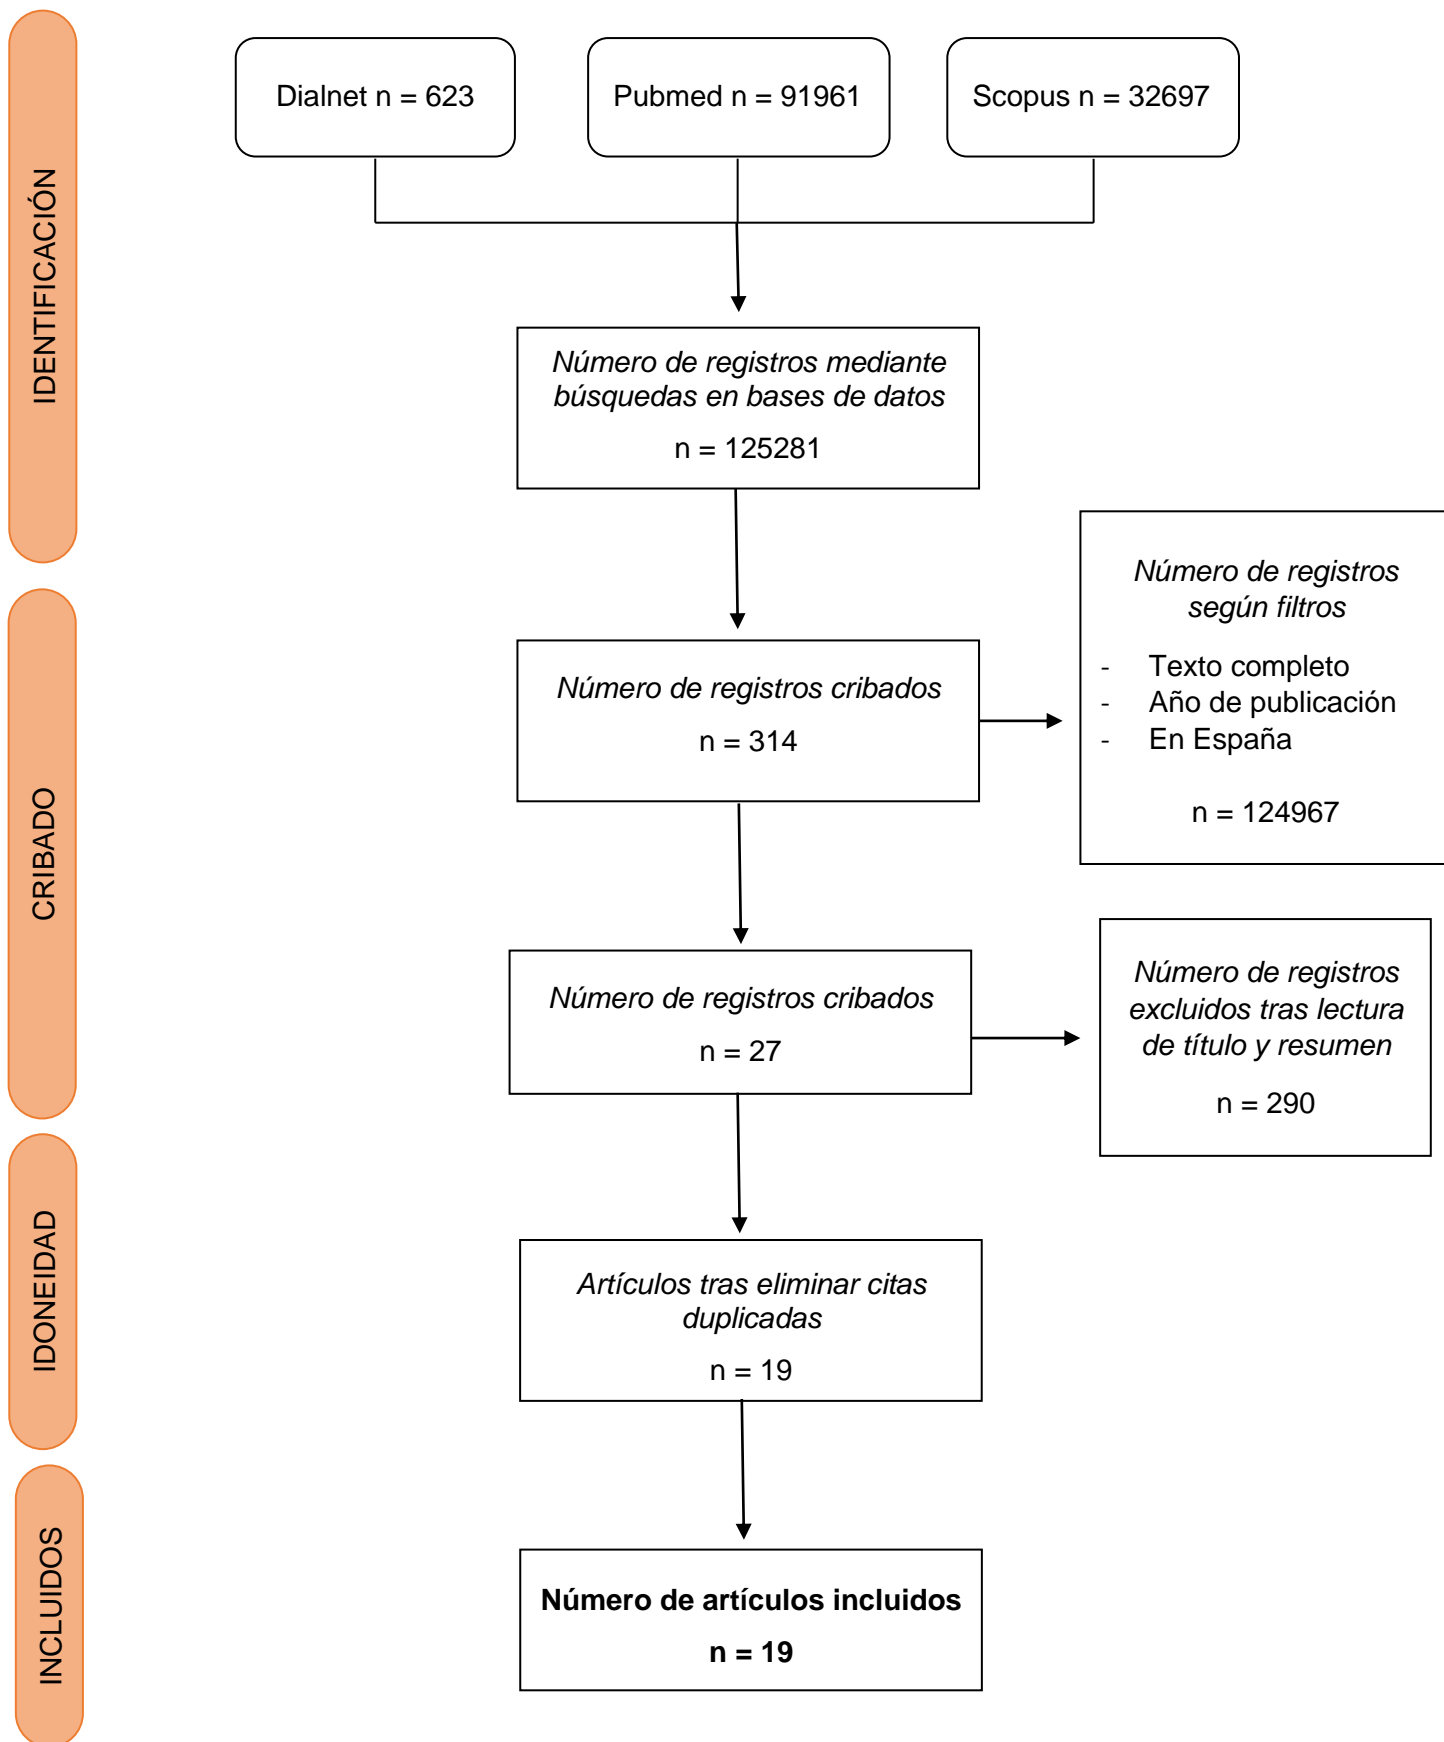 IDENTIFICACIÓN
Dialnet n = 623
Pubmed n = 91961
Scopus n = 32697
Número de registros mediante
búsquedas en bases de datos
n = 125281
CRIBADO
Número de registros cribados
n = 314
Número de registros
según filtros
- Texto completo
- Año de publicación
- En España
n = 124967
Número de registros cribados
n = 27
Número de registros
excluidos tras lectura
de título y resumen
n = 290
IDONEIDAD
Artículos tras eliminar citas
duplicadas
n = 19
INCLUIDOS
Número de artículos incluidos
n = 19